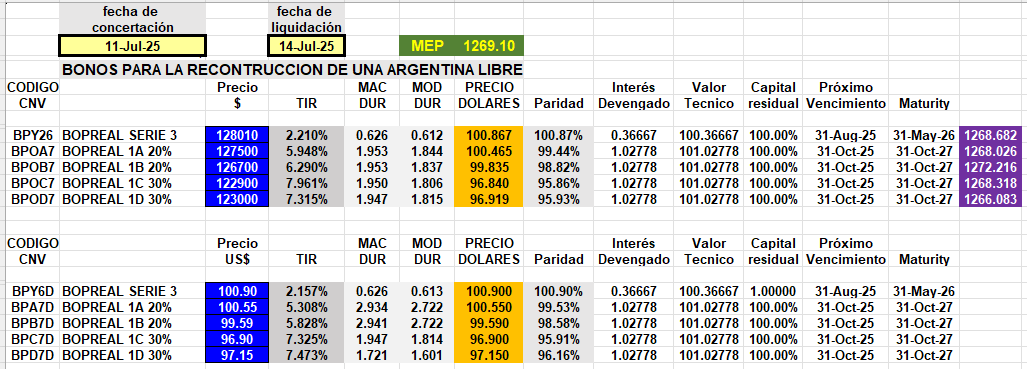 fecha de concertación fecha de liquidación
11-Jul-25 14-Jul-25 MEP 1269.10
BONOS PARA LA RECONTRUCCION DE UNA ARGENTINA LIBRE
CODIGO Precio MAC MOD PRECIO Interés Valor Capital Próximo
CNV $ TIR DUR DUR DOLARES Paridad Devengado Tecnico residual Vencimiento Maturity
BPY26 BOPREAL SERIE 3 128010 2.210% 0.626 0.612 100.867 100.87% 0.36667 100.36667 100.00% 31-Aug-25 31-May-26 1268.682
BPOA7 BOPREAL 1A 20% 127500 5.948% 1.953 1.844 100.465 99.44% 1.02778 101.02778 100.00% 31-Oct-25 31-Oct-27 1268.026
BPOB7 BOPREAL 1B 20% 126700 6.290% 1.953 1.837 99.835 98.82% 1.02778 101.02778 100.00% 31-Oct-25 31-Oct-27 1272.216
BPOC7 BOPREAL 1C 30% 122900 7.961% 1.950 1.806 96.840 95.86% 1.02778 101.02778 100.00% 31-Oct-25 31-Oct-27 1268.318
BPOD7 BOPREAL 1D 30% 123000 7.315% 1.947 1.815 96.919 95.93% 1.02778 101.02778 100.00% 31-Oct-25 31-Oct-27 1266.083
CODIGO Precio MAC MOD PRECIO Interés Valor Capital Próximo
CNV US$ TIR DUR DUR DOLARES Paridad Devengado Tecnico residual Vencimiento Maturity
BPY6D BOPREAL SERIE 3 100.90 2.157% 0.626 0.613 100.900 100.90% 0.36667 100.36667 1.00000 31-Aug-25 31-May-26
BPA7D BOPREAL 1A 20% 100.55 5.308% 2.934 2.722 100.550 99.53% 1.02778 101.02778 100.00% 31-Oct-25 31-Oct-27
BPB7D BOPREAL 1B 20% 99.59 5.828% 2.941 2.722 99.590 98.58% 1.02778 101.02778 100.00% 31-Oct-25 31-Oct-27
BPC7D BOPREAL 1C 30% 96.90 7.325% 1.947 1.814 96.900 95.91% 1.02778 101.02778 100.00% 31-Oct-25 31-Oct-27
BPD7D BOPREAL 1D 30% 97.15 7.473% 1.721 1.601 97.150 96.16% 1.02778 101.02778 100.00% 31-Oct-25 31-Oct-27